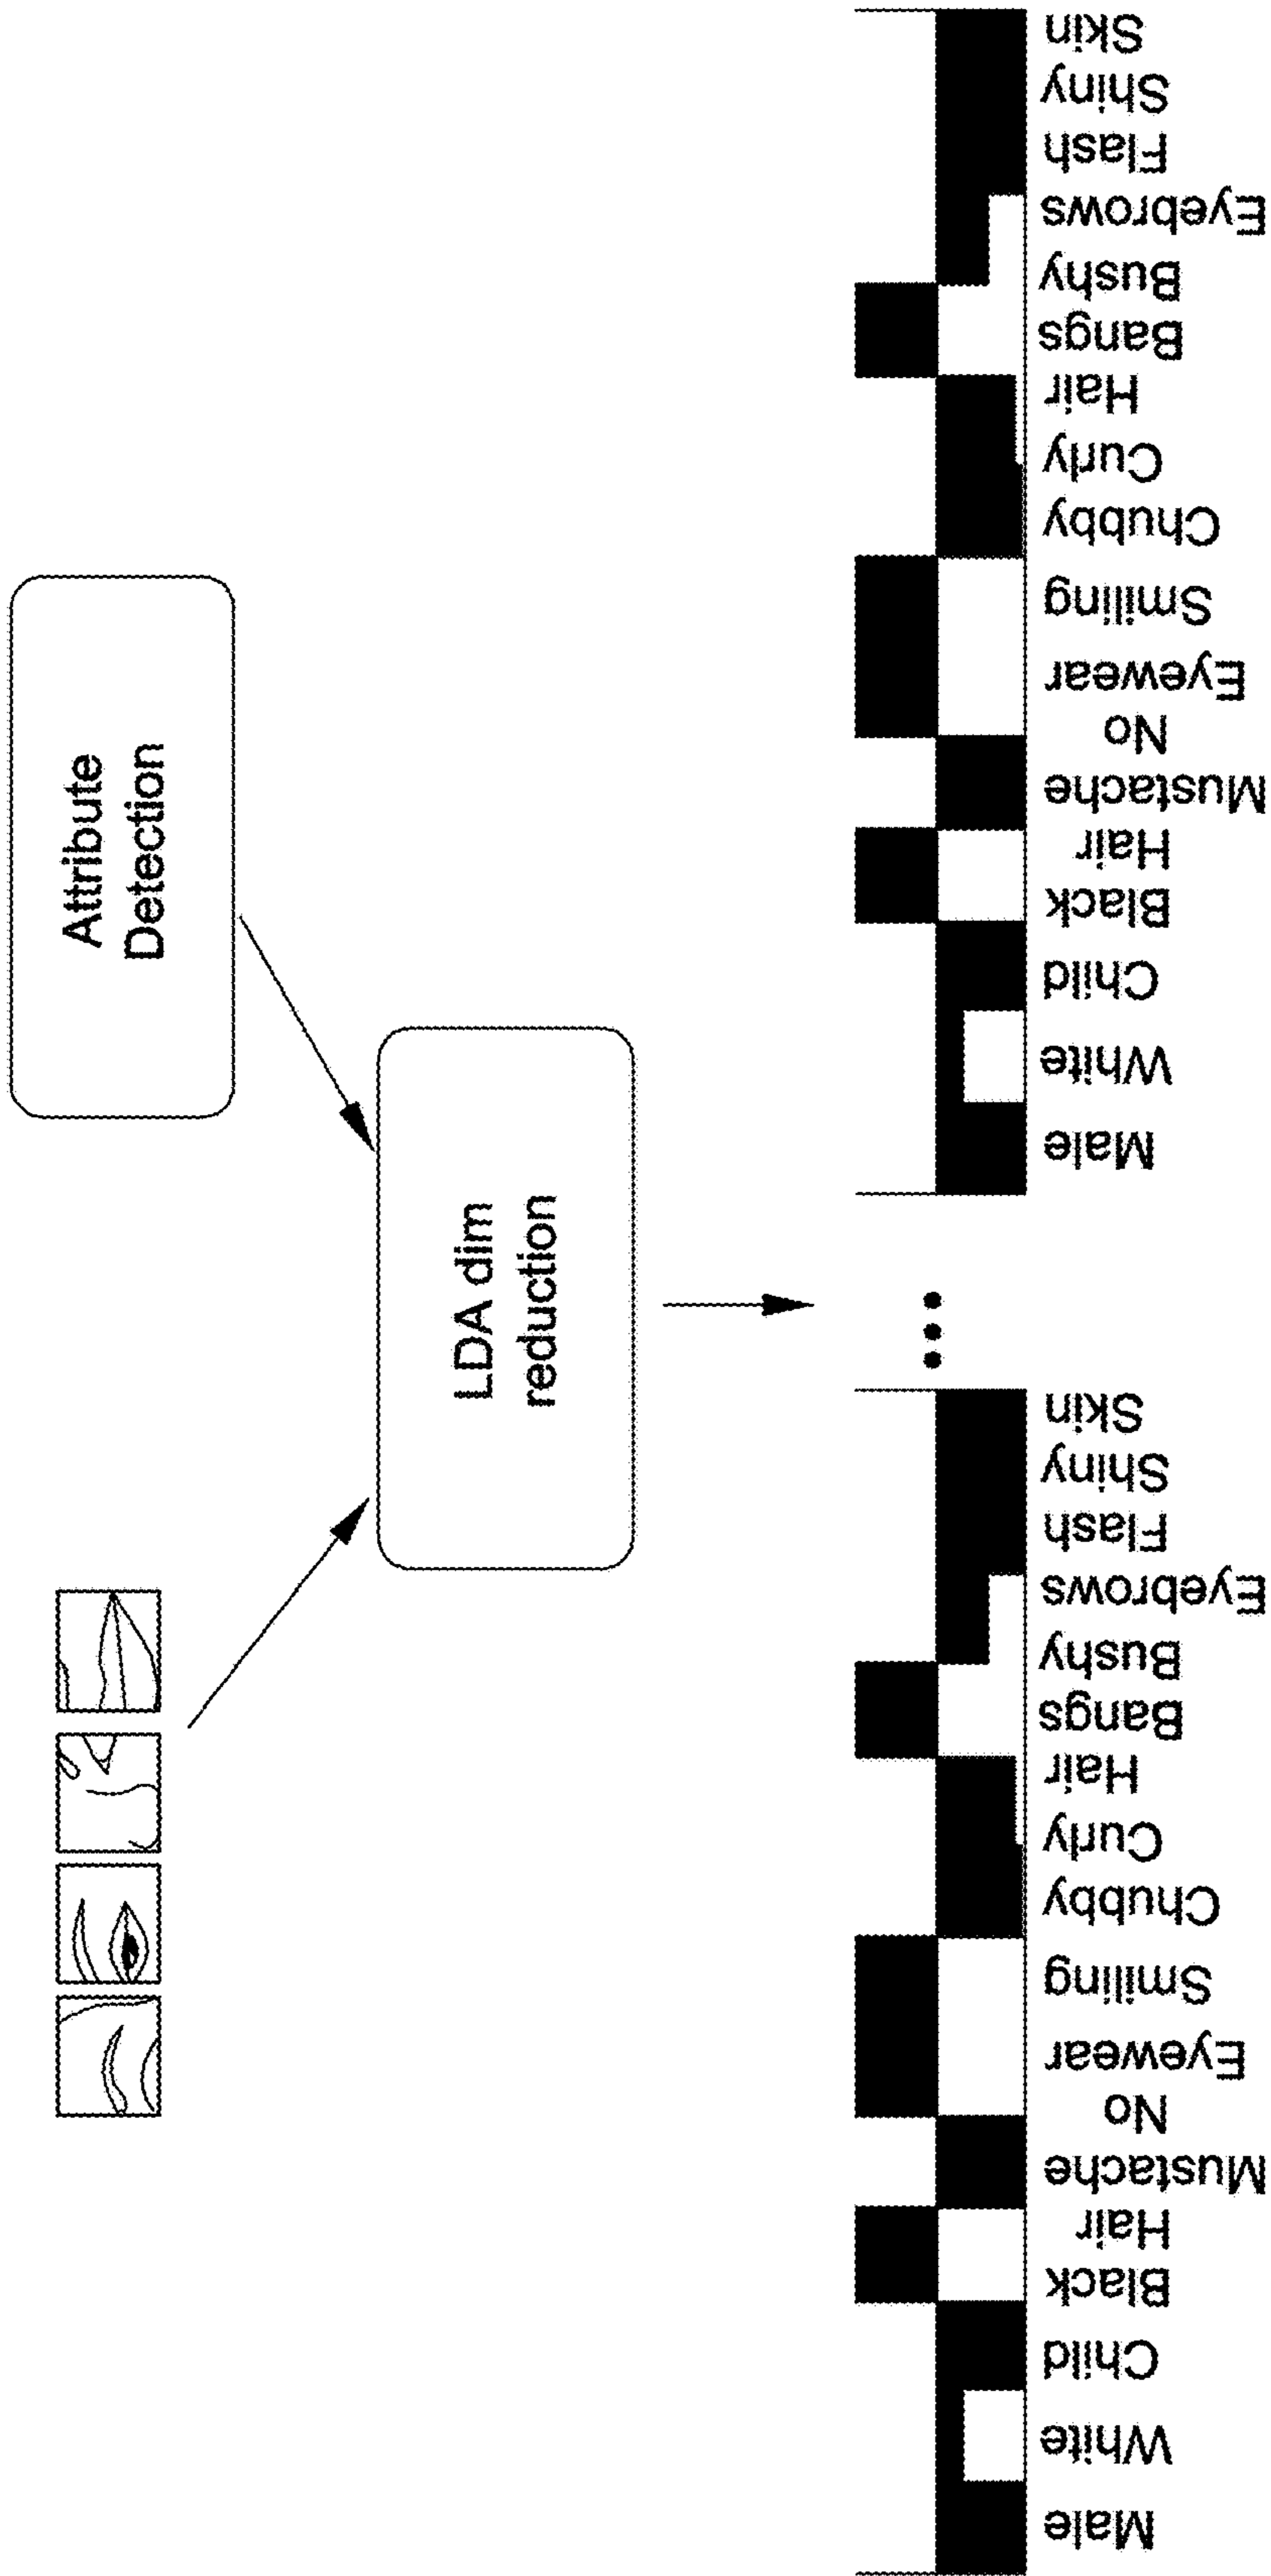 Attribute
Detection
LDA dim
reduction
Male
White
Child
Black
Hair
Mustache
No
Eyewear
Smiling
Chubby
Curly
Hair
Bangs
Bushy
Eyebrows
Flash
Shiny
Skin
...
Male
White
Child
Black
Hair
Mustache
No
Eyewear
Smiling
Chubby
Curly
Hair
Bangs
Bushy
Eyebrows
Flash
Shiny
Skin